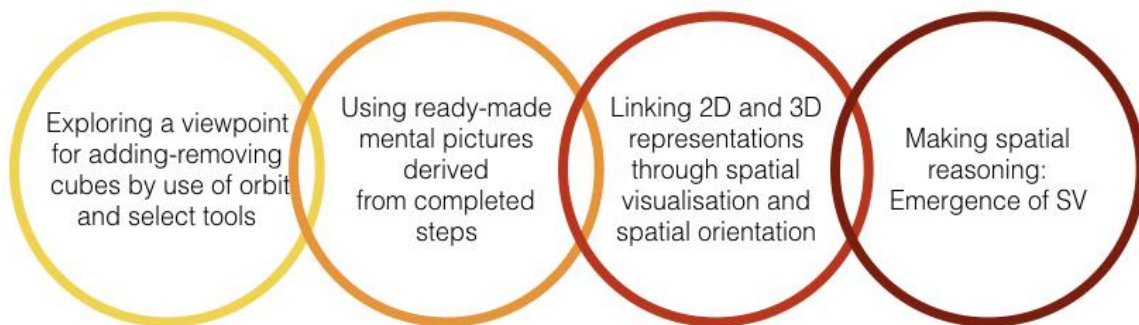 Exploring a viewpoint
for adding-removing
cubes by use of orbit
and select tools
Using ready-made
mental pictures
derived
from completed
steps
Linking 2D and 3D
representations
through spatial
visualisation and
spatial orientation
Making spatial
reasoning:
Emergence of SV